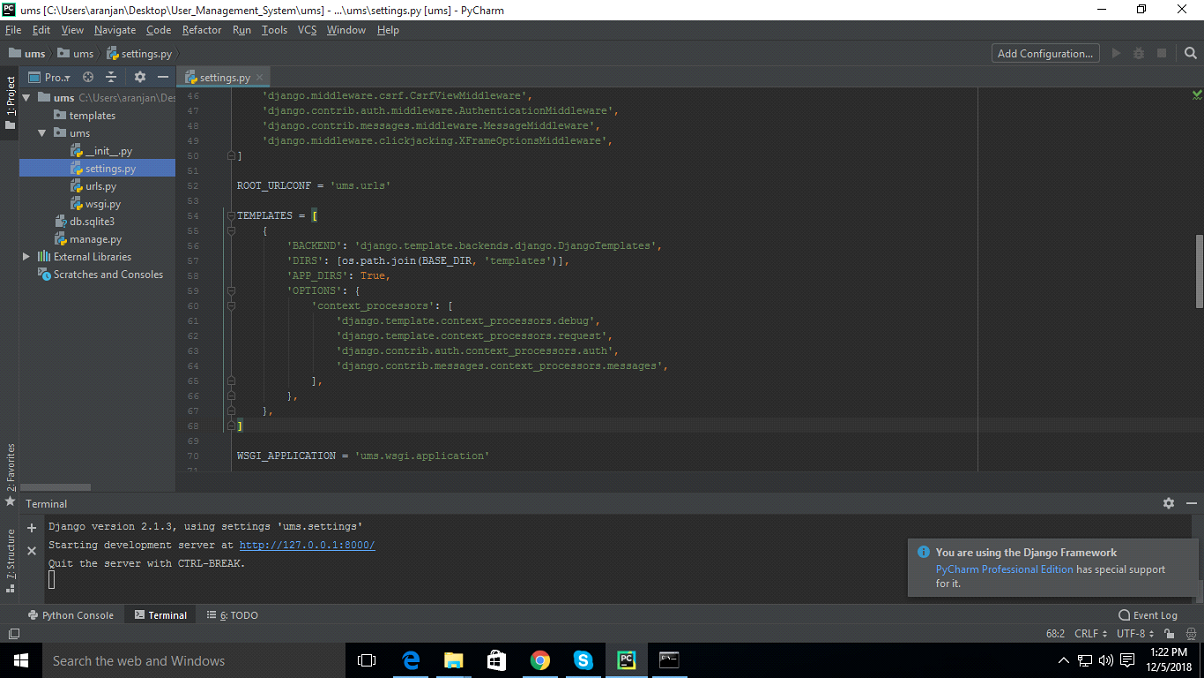 ums [C:\Users\aranjan\Desktop\User_Management_System\ums] - ...\ums\settings.py [ums] - PyCharm
File Edit View Navigate Code Refactor Run Tools VCS Window Help
ums ums settings.py Add Configuration...
1: Project
Pro..
settings.py
ums C:\Users\aranjan\Des
templates
ums
__init__.py
settings.py
urls.py
wsgi.py
db.sqlite3
manage.py
External Libraries
Scratches and Consoles
46 'django.middleware.csrf.CsrfViewMiddleware',
47 'django.contrib.auth.middleware.AuthenticationMiddleware',
48 'django.contrib.messages.middleware.MessageMiddleware',
49 'django.middleware.clickjacking.XFrameOptionsMiddleware',
50 ]
51
52 ROOT_URLCONF = 'ums.urls'
53
54 TEMPLATES = [
55 {
56 'BACKEND': 'django.template.backends.django.DjangoTemplates',
57 'DIRS': [os.path.join(BASE_DIR, 'templates')],
58 'APP_DIRS': True,
59 'OPTIONS': {
60 'context_processors': [
61 'django.template.context_processors.debug',
62 'django.template.context_processors.request',
63 'django.contrib.auth.context_processors.auth',
64 'django.contrib.messages.context_processors.messages',
65 ],
66 },
67 },
68 ]
69
70 WSGI_APPLICATION = 'ums.wsgi.application'
71
2: Favorites
7: Structure
Terminal
Django version 2.1.3, using settings 'ums.settings'
Starting development server at http://127.0.0.1:8000/
Quit the server with CTRL-BREAK.
You are using the Django Framework
PyCharm Professional Edition has special support
for it.
Python Console Terminal 6: TODO Event Log
68:2 CRLF UTF-8
Search the web and Windows
PC
1:22 PM
12/5/2018